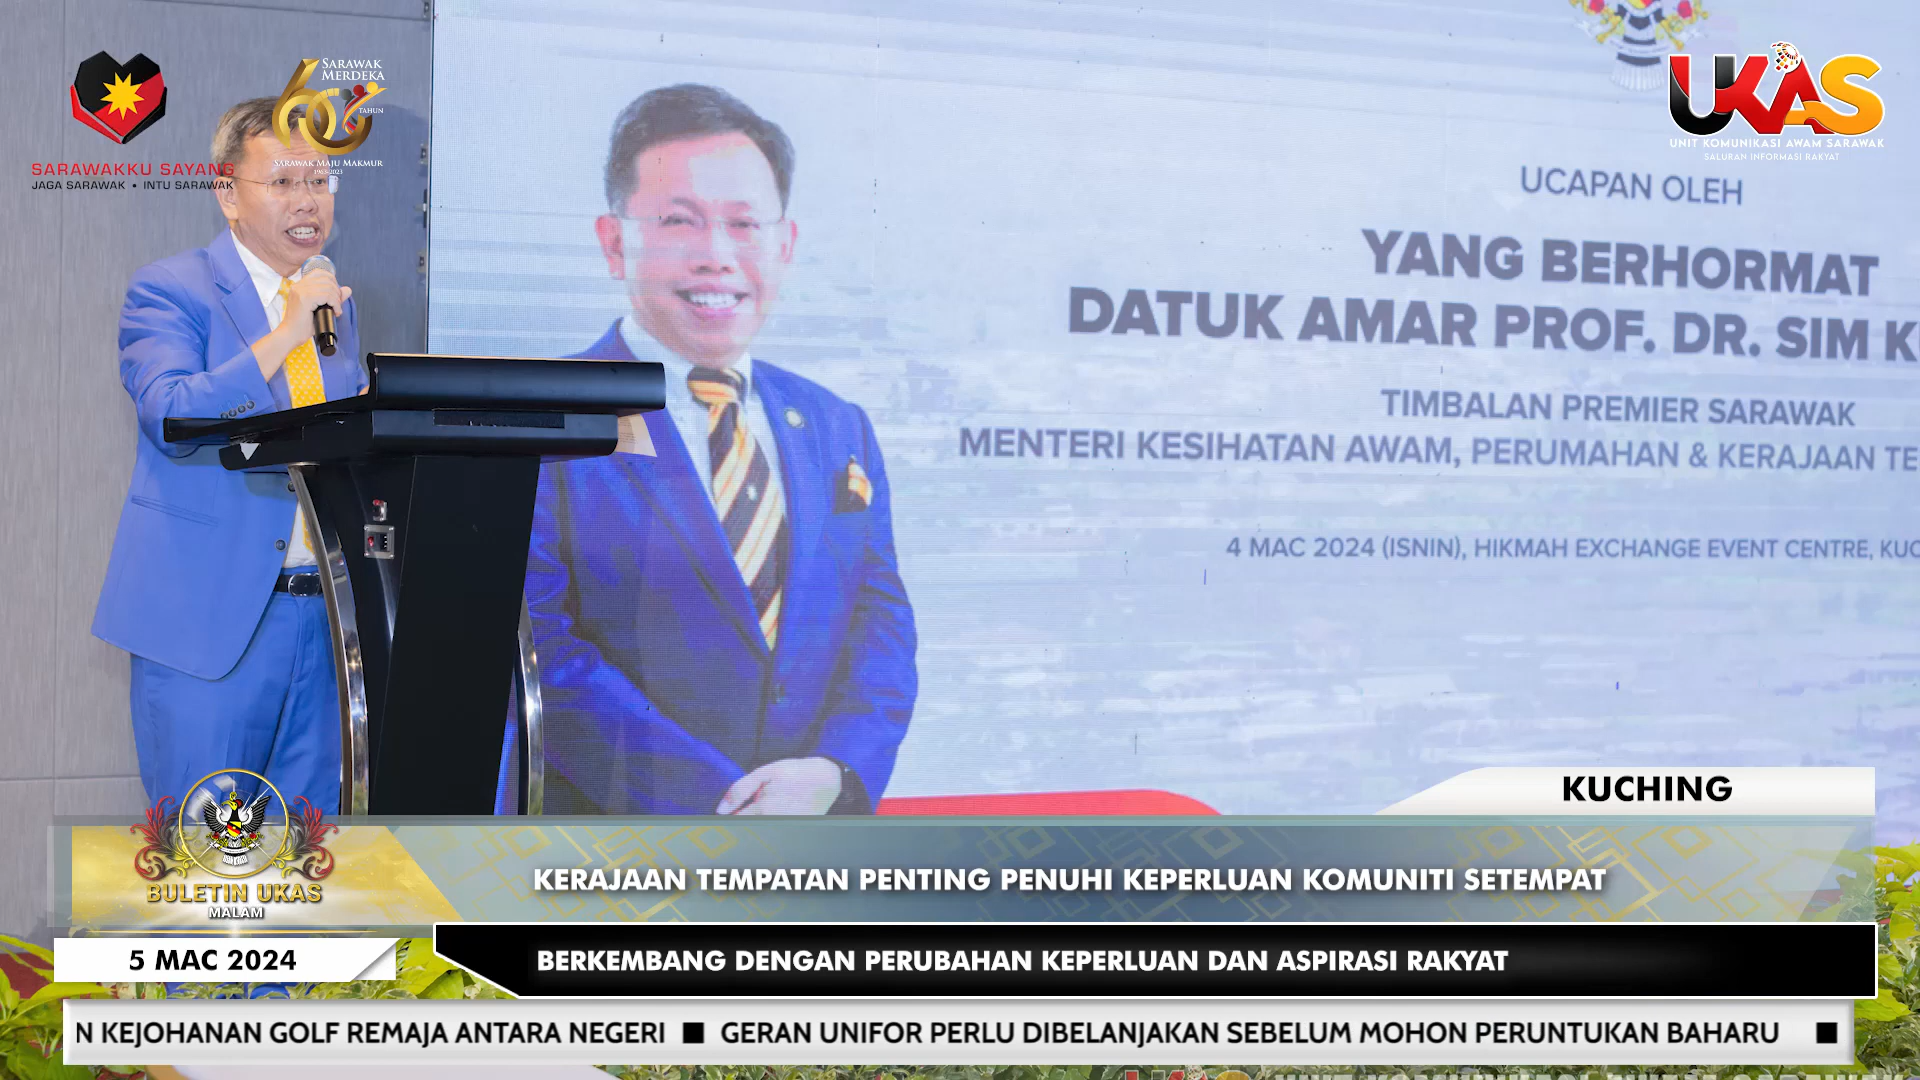 SARAWAKKU SAYANG
JAGA SARAWAK • INTU SARAWAK
SARAWAK
MERDEKA
60
TAHUN
SARAWAK MAJU MAKMUR
1963-2023
UKAS
UNIT KOMUNIKASI AWAM SARAWAK
SALURAN INFORMASI RAKYAT
UCAPAN OLEH
YANG BERHORMAT
DATUK AMAR PROF. DR. SIM K
TIMBALAN PREMIER SARAWAK
MENTERI KESIHATAN AWAM, PERUMAHAN & KERAJAAN TE
4 MAC 2024 (ISNIN), HIKMAH EXCHANGE EVENT CENTRE, KUC
KUCHING
BULETIN UKAS
MALAM
KERAJAAN TEMPATAN PENTING PENUHI KEPERLUAN KOMUNITI SETEMPAT
5 MAC 2024
BERKEMBANG DENGAN PERUBAHAN KEPERLUAN DAN ASPIRASI RAKYAT
N KEJOHANAN GOLF REMAJA ANTARA NEGERI ■ GERAN UNIFOR PERLU DIBELANJAKAN SEBELUM MOHON PERUNTUKAN BAHARU ■